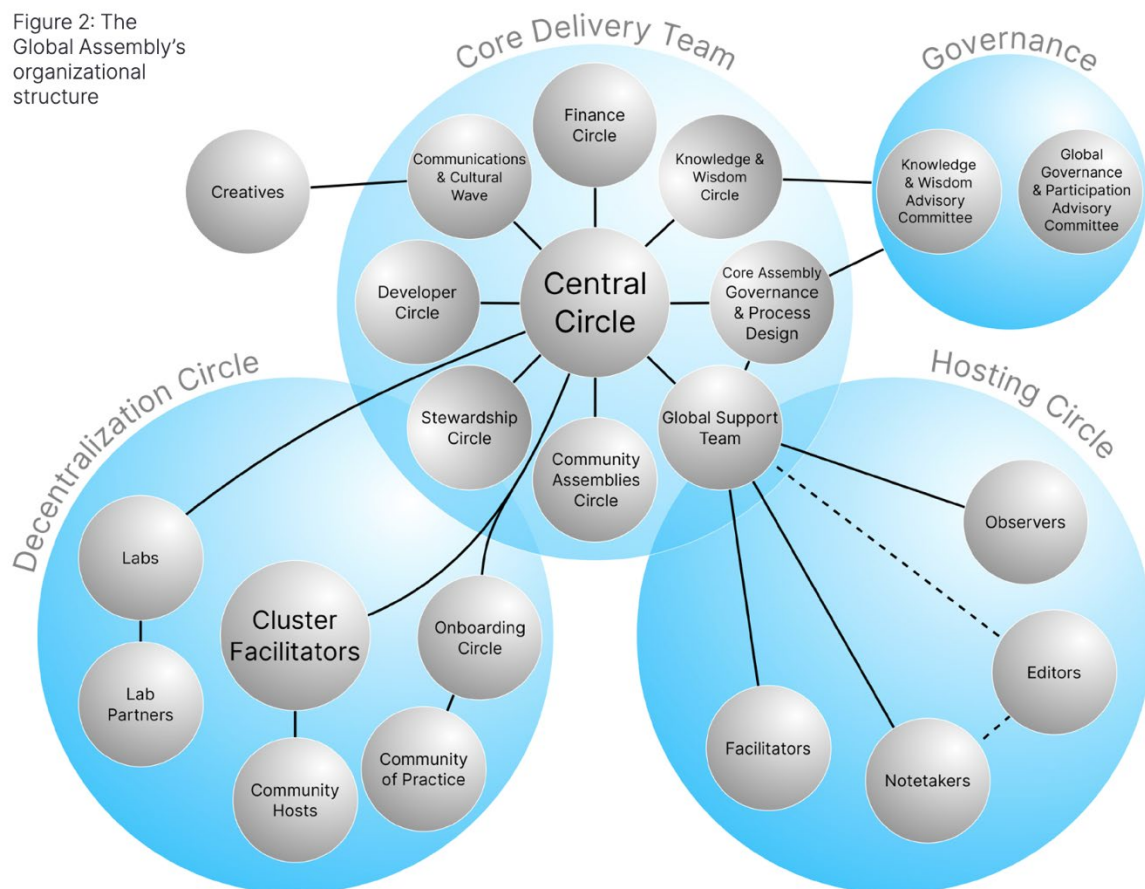 Figure 2: The
Global Assembly's
organizational
structure
Core Delivery Team
Governance
Finance
Circle
Communications
& Cultural
Wave
Knowledge &
Wisdom
Circle
Creatives
Knowledge
& Wisdom
Advisory
Committee
Global
Governance
& Participation
Advisory
Committee
Developer
Circle
Central
Circle
Core Assembly
Governance
& Process
Design
Decentralization Circle
Hosting Circle
Stewardship
Circle
Community
Assemblies
Circle
Global Support
Team
Observers
Labs
Cluster
Facilitators
Onboarding
Circle
Editors
Lab
Partners
Facilitators
Notetakers
Community
of Practice
Community
Hosts